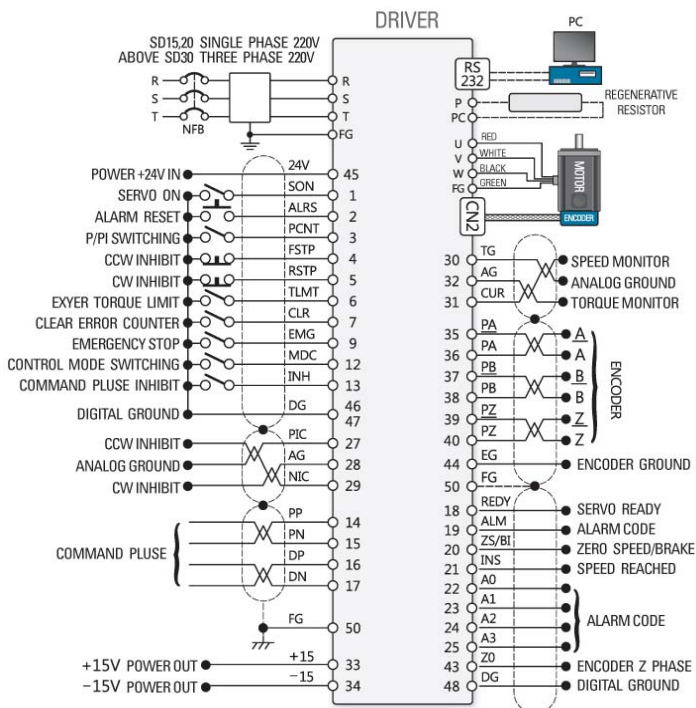 DRIVER
SD15,20 SINGLE PHASE 220V
ABOVE SD30 THREE PHASE 220V
R R
S S
T T
NFB
FG
POWER +24V IN 24V 45
SERVO ON SON 1
ALARM RESET ALRS 2
P/PI SWITCHING PCNT 3
CCW INHIBIT FSTP 4
CW INHIBIT RSTP 5
EXYER TORQUE LIMIT TLMT 6
CLEAR ERROR COUNTER CLR 7
EMERGENCY STOP EMG 9
CONTROL MODE SWITCHING MDC 12
COMMAND PLUSE INHIBIT INH 13
DIGITAL GROUND DG 46
47
CCW INHIBIT PIC 27
ANALOG GROUND AG 28
CW INHIBIT NIC 29
PP 14
PN 15
COMMAND PLUSE
DP 16
DN 17
FG 50
+15V POWER OUT +15 33
-15V POWER OUT -15 34
PC
RS
232
P
PC
REGENERATIVE
RESISTOR
U RED
V WHITE
W BLACK
FG GREEN
MOTOR
CN2
ENCODER
30 TG SPEED MONITOR
32 AG ANALOG GROUND
31 CUR TORQUE MONITOR
35 PA A
36 PA A
37 PB B
38 PB B
39 PZ Z
40 PZ Z
ENCODER
44 EG ENCODER GROUND
50 FG
18 REDY SERVO READY
19 ALM ALARM CODE
20 ZS/BI ZERO SPEED/BRAKE
21 INS SPEED REACHED
22 A0
23 A1
24 A2
25 A3
ALARM CODE
43 Z0 ENCODER Z PHASE
48 DG DIGITAL GROUND